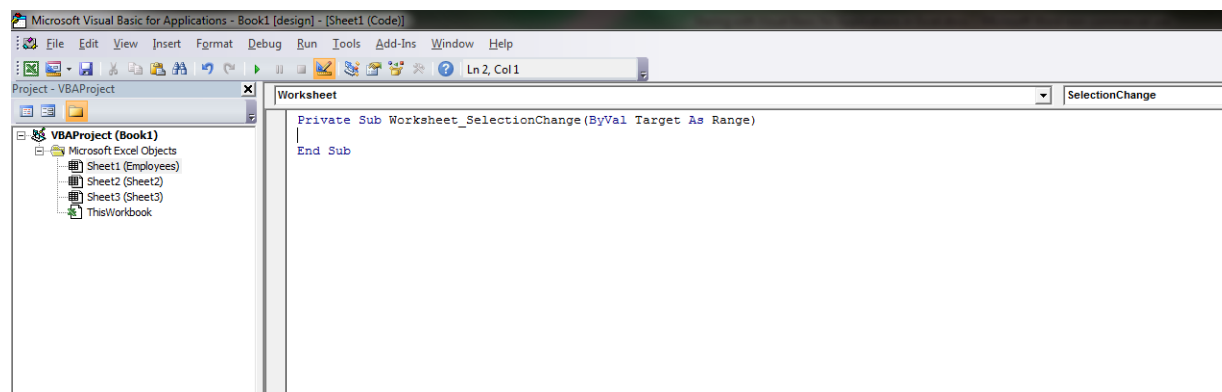 Microsoft Visual Basic for Applications - Book1 [design] - [Sheet1 (Code)]
File Edit View Insert Format Debug Run Tools Add-Ins Window Help
Ln 2, Col 1
Project - VBAProject
Worksheet SelectionChange
VBAProject (Book1)
Microsoft Excel Objects
Sheet1 (Employees)
Sheet2 (Sheet2)
Sheet3 (Sheet3)
ThisWorkbook
Private Sub Worksheet_SelectionChange(ByVal Target As Range)
End Sub